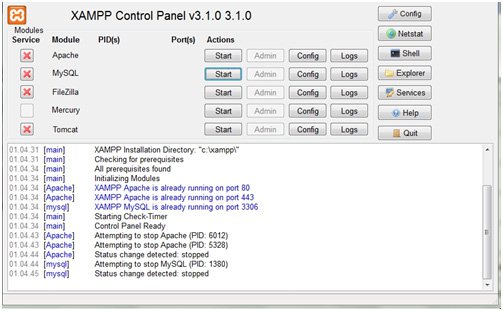 XAMPP Control Panel v3.1.0 3.1.0
Modules
Service Module PID(s) Port(s) Actions
Apache Start Admin Config Logs
MySQL Start Admin Config Logs
FileZilla Start Admin Config Logs
Mercury Start Admin Config Logs
Tomcat Start Admin Config Logs
Config
Netstat
Shell
Explorer
Services
Help
Quit
01.04.31 [main] XAMPP Installation Directory: "c:\xampp\"
01.04.31 [main] Checking for prerequisites
01.04.34 [main] All prerequisites found
01.04.34 [main] Initializing Modules
01.04.34 [Apache] XAMPP Apache is already running on port 80
01.04.34 [Apache] XAMPP Apache is already running on port 443
01.04.34 [mysql] XAMPP MySQL is already running on port 3306
01.04.34 [main] Starting Check-Timer
01.04.34 [main] Control Panel Ready
01.04.43 [Apache] Attempting to stop Apache (PID: 6012)
01.04.43 [Apache] Attempting to stop Apache (PID: 5328)
01.04.44 [Apache] Status change detected: stopped
01.04.44 [mysql] Attempting to stop MySQL (PID: 1380)
01.04.45 [mysql] Status change detected: stopped